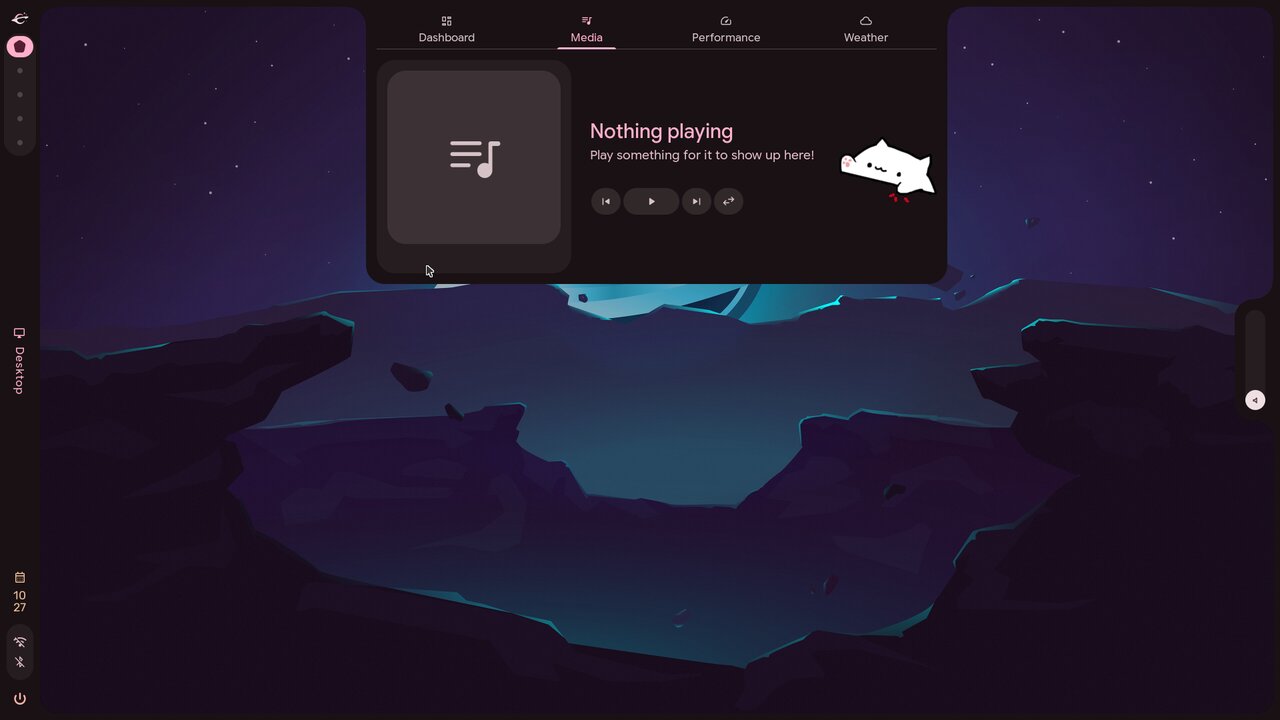 Dashboard
Media
Performance
Weather
Nothing playing
Play something for it to show up here!
Desktop
10
27